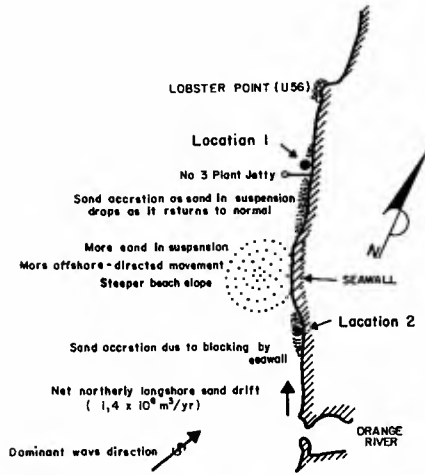 LOBSTER POINT (U56)
Location 1
No 3 Plant Jetty
Sand accretion as sand in suspension
drops as it returns to normal
More sand in suspension
More offshore-directed movement
Steeper beach slope
SEAWALL
N
Location 2
Sand accretion due to blocking by
seawall
Net northerly longshore sand drift
( 1,4 x 10⁶ m³/yr)
ORANGE
RIVER
Dominant wave direction